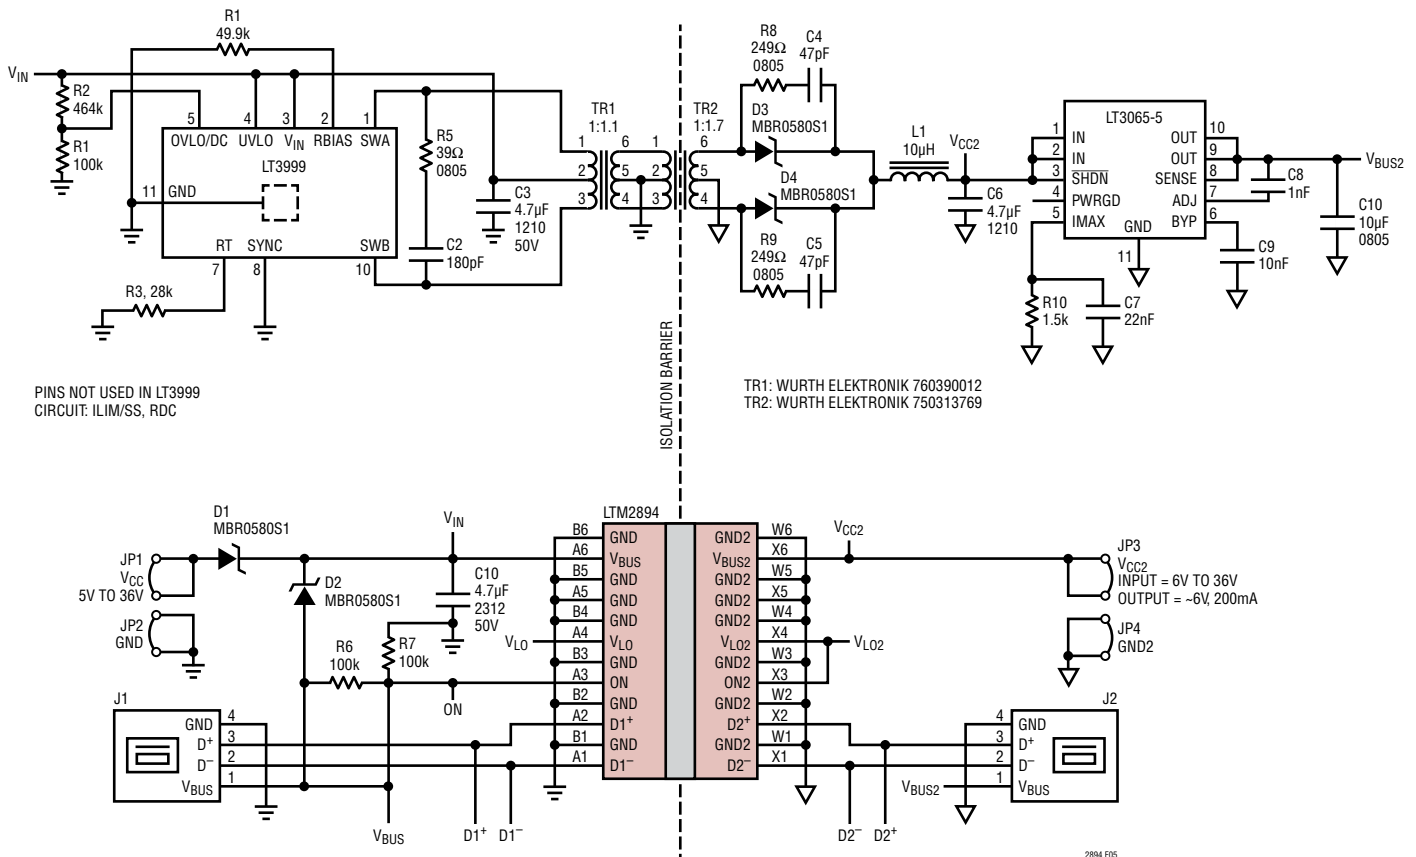 R1
49.9k
VIN
R2
464k
R1
100k
5
4
3
2
1
OVLO/DC
UVLO
VIN
RBIAS
SWA
LT3999
11
GND
RT
SYNC
SWB
7
8
10
R3, 28k
R5
39Ω
0805
C2
180pF
C3
4.7µF
1210
50V
TR1
1:1.1
1
2
3
6
5
4
1
2
3
TR2
1:1.7
6
5
4
R8
249Ω
0805
C4
47pF
D3
MBR0580S1
D4
MBR0580S1
R9
249Ω
0805
C5
47pF
L1
10µH
VCC2
C6
4.7µF
1210
LT3065-5
1
IN
2
IN
3
SHDN
4
PWRGD
5
IMAX
OUT
10
OUT
9
SENSE
8
ADJ
7
BYP
6
GND
11
VBUS2
C8
1nF
C10
10µF
0805
C9
10nF
R10
1.5k
C7
22nF
PINS NOT USED IN LT3999
CIRCUIT: ILIM/SS, RDC
ISOLATION BARRIER
TR1: WURTH ELEKTRONIK 760390012
TR2: WURTH ELEKTRONIK 750313769
D1
MBR0580S1
VIN
JP1
VCC
5V TO 36V
JP2
GND
D2
MBR0580S1
C10
4.7µF
2312
50V
R6
100k
R7
100k
ON
VLO
LTM2894
B6 GND
A6 VBUS
B5 GND
A5 GND
B4 GND
A4 VLO
B3 GND
A3 ON
B2 GND
A2 D1+
B1 GND
A1 D1−
GND2 W6
VBUS2 X6
GND2 W5
GND2 X5
GND2 W4
VLO2 X4
GND2 W3
ON2 X3
GND2 W2
D2+ X2
GND2 W1
D2− X1
VCC2
VLO2
JP3
VCC2
INPUT = 6V TO 36V
OUTPUT = ~6V, 200mA
JP4
GND2
J1
GND 4
D+ 3
D− 2
VBUS 1
VBUS
D1+
D1−
J2
4 GND
3 D+
2 D−
1 VBUS
VBUS2
D2−
D2+
2894 F05